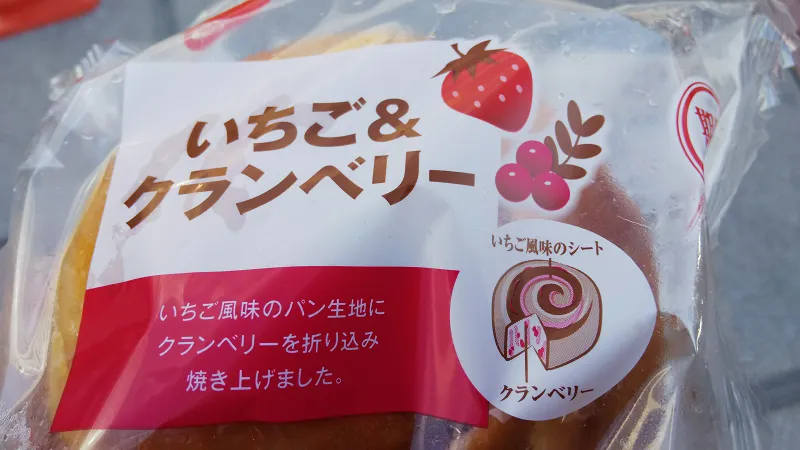 いちご&
クランベリー
いちご風味のパン生地に
クランベリーを折り込み
焼き上げました。
いちご風味のシート
クランベリー